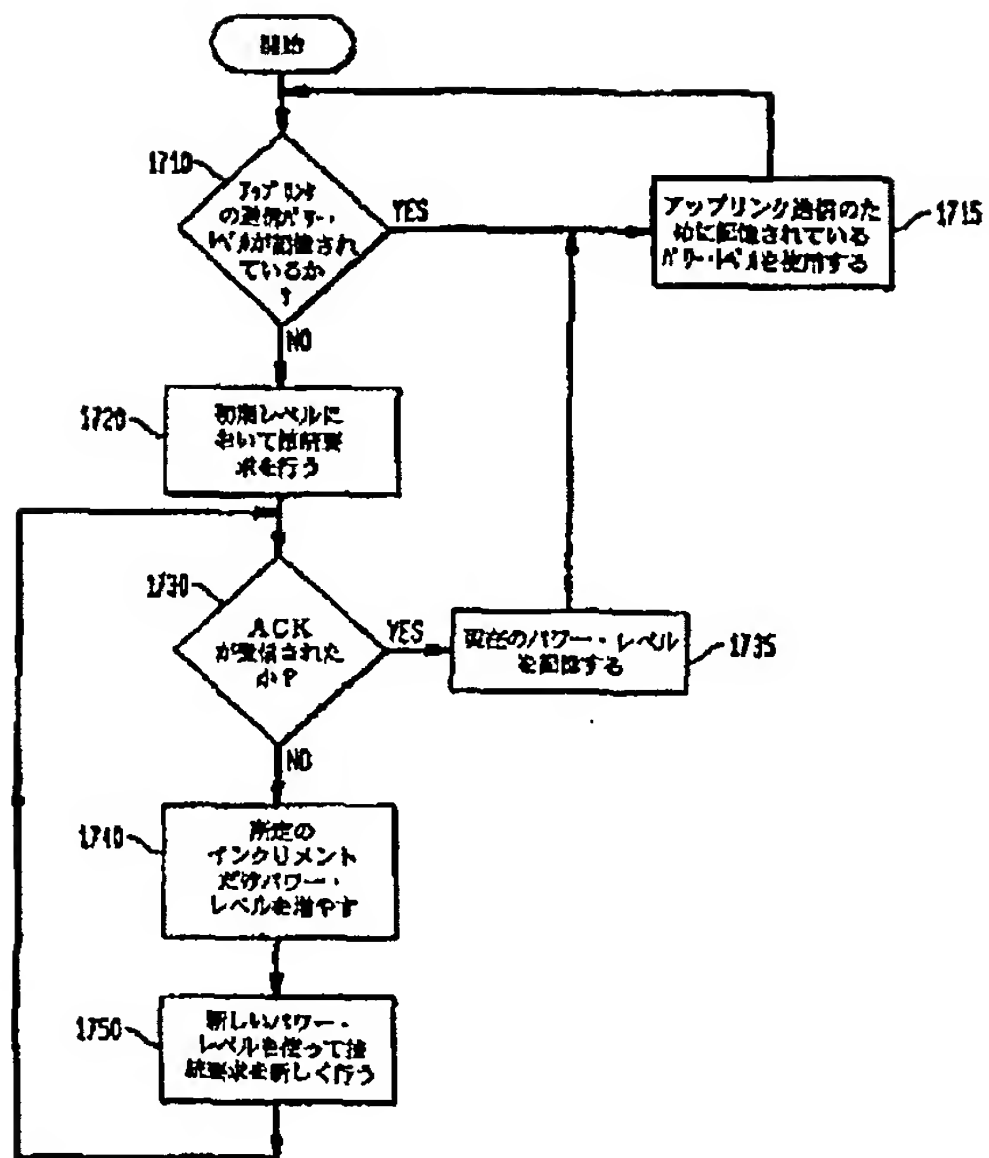 開始
1710
アップリンク
の送信パワー・
レベルが記憶され
ているか
?
YES
NO
アップリンク送信のた
めに記憶されている
パワー・レベルを使用する
1715
1720
初期レベルに
おいて接続要
求を行う
1730
ACK
が受信された
か?
YES
NO
現在のパワー・レベル
を記憶する
1735
1740
所定の
インクリメント
だけパワー・
レベルを増やす
1750
新しいパワー・
レベルを使って接
続要求を新しく行う